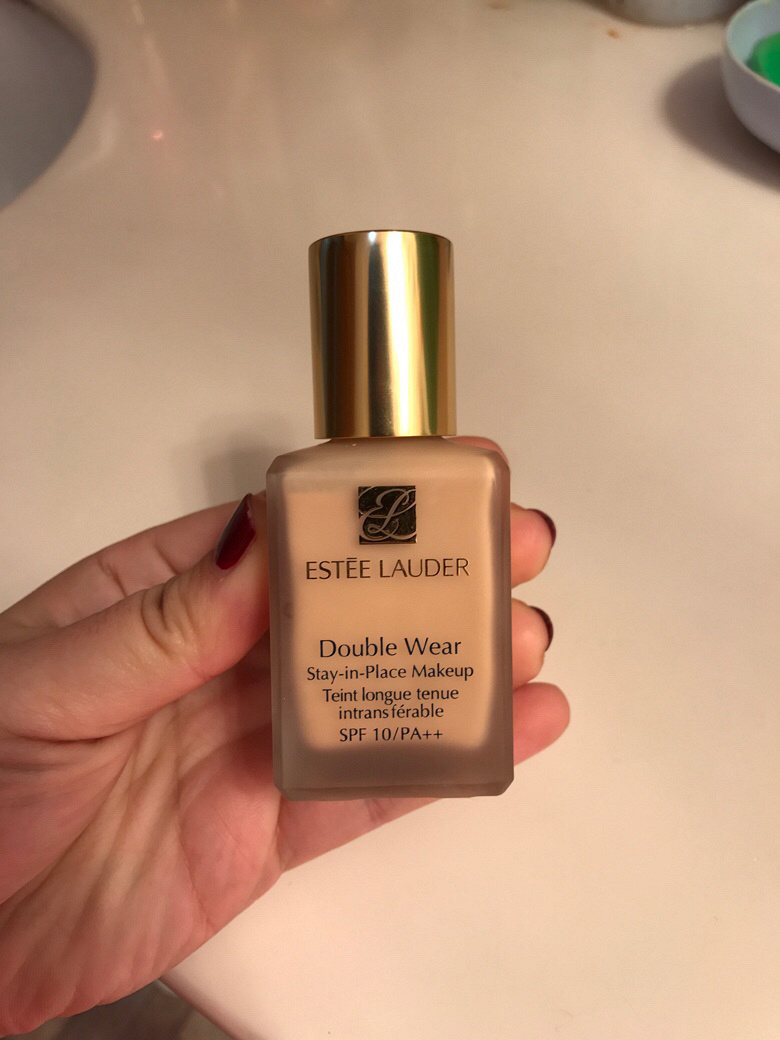 ESTĒE LAUDER
Double Wear
Stay-in-Place Makeup
Teint longue tenue
intransférable
SPF 10/PA++